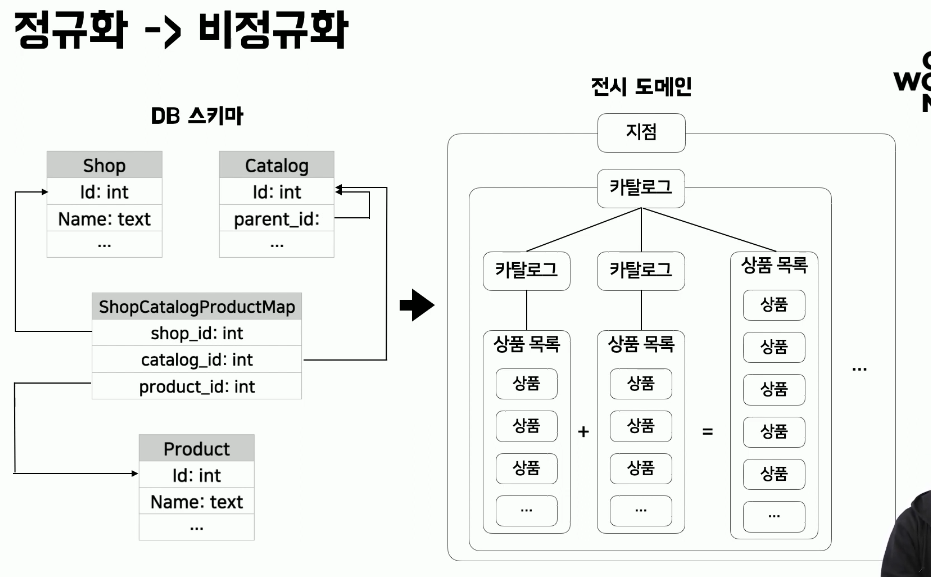 정규화 -> 비정규화
DB 스키마
Shop
Id: int
Name: text
...
Catalog
Id: int
parent_id:
...
ShopCatalogProductMap
shop_id: int
catalog_id: int
product_id: int
Product
Id: int
Name: text
...
전시 도메인
지점
카탈로그
카탈로그
상품 목록
상품
상품
상품
...
+
카탈로그
상품 목록
상품
상품
상품
...
=
상품 목록
상품
상품
상품
상품
상품
...
...